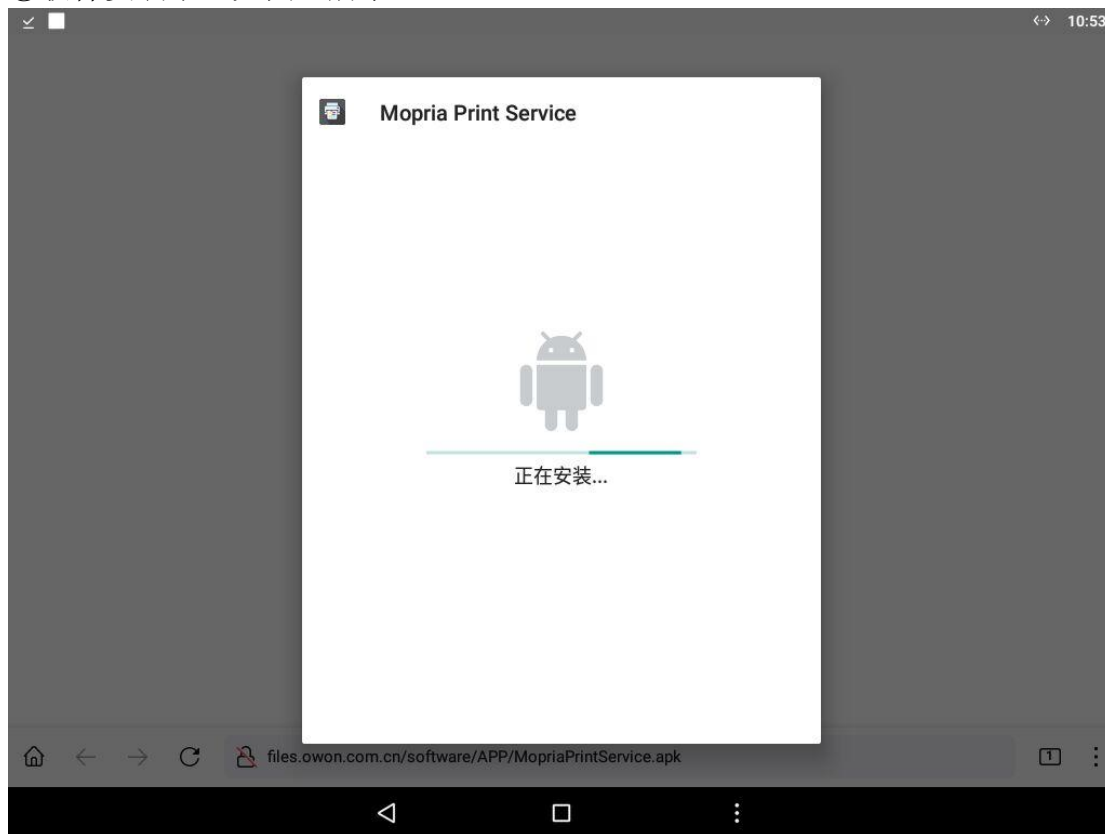 10:53
Mopria Print Service
正在安装...
files.owon.com.cn/software/APP/MopriaPrintService.apk
1